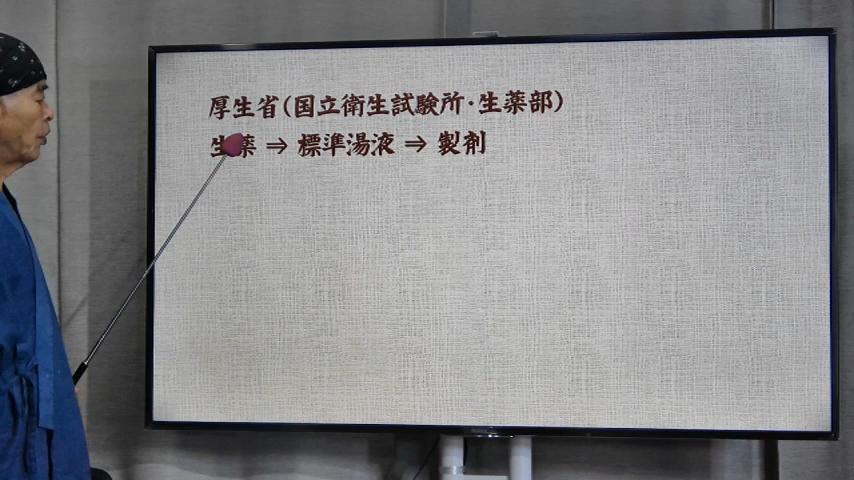 厚生省（国立衛生試験所・生薬部）
生薬 ⇒ 標準湯液 ⇒ 製剤